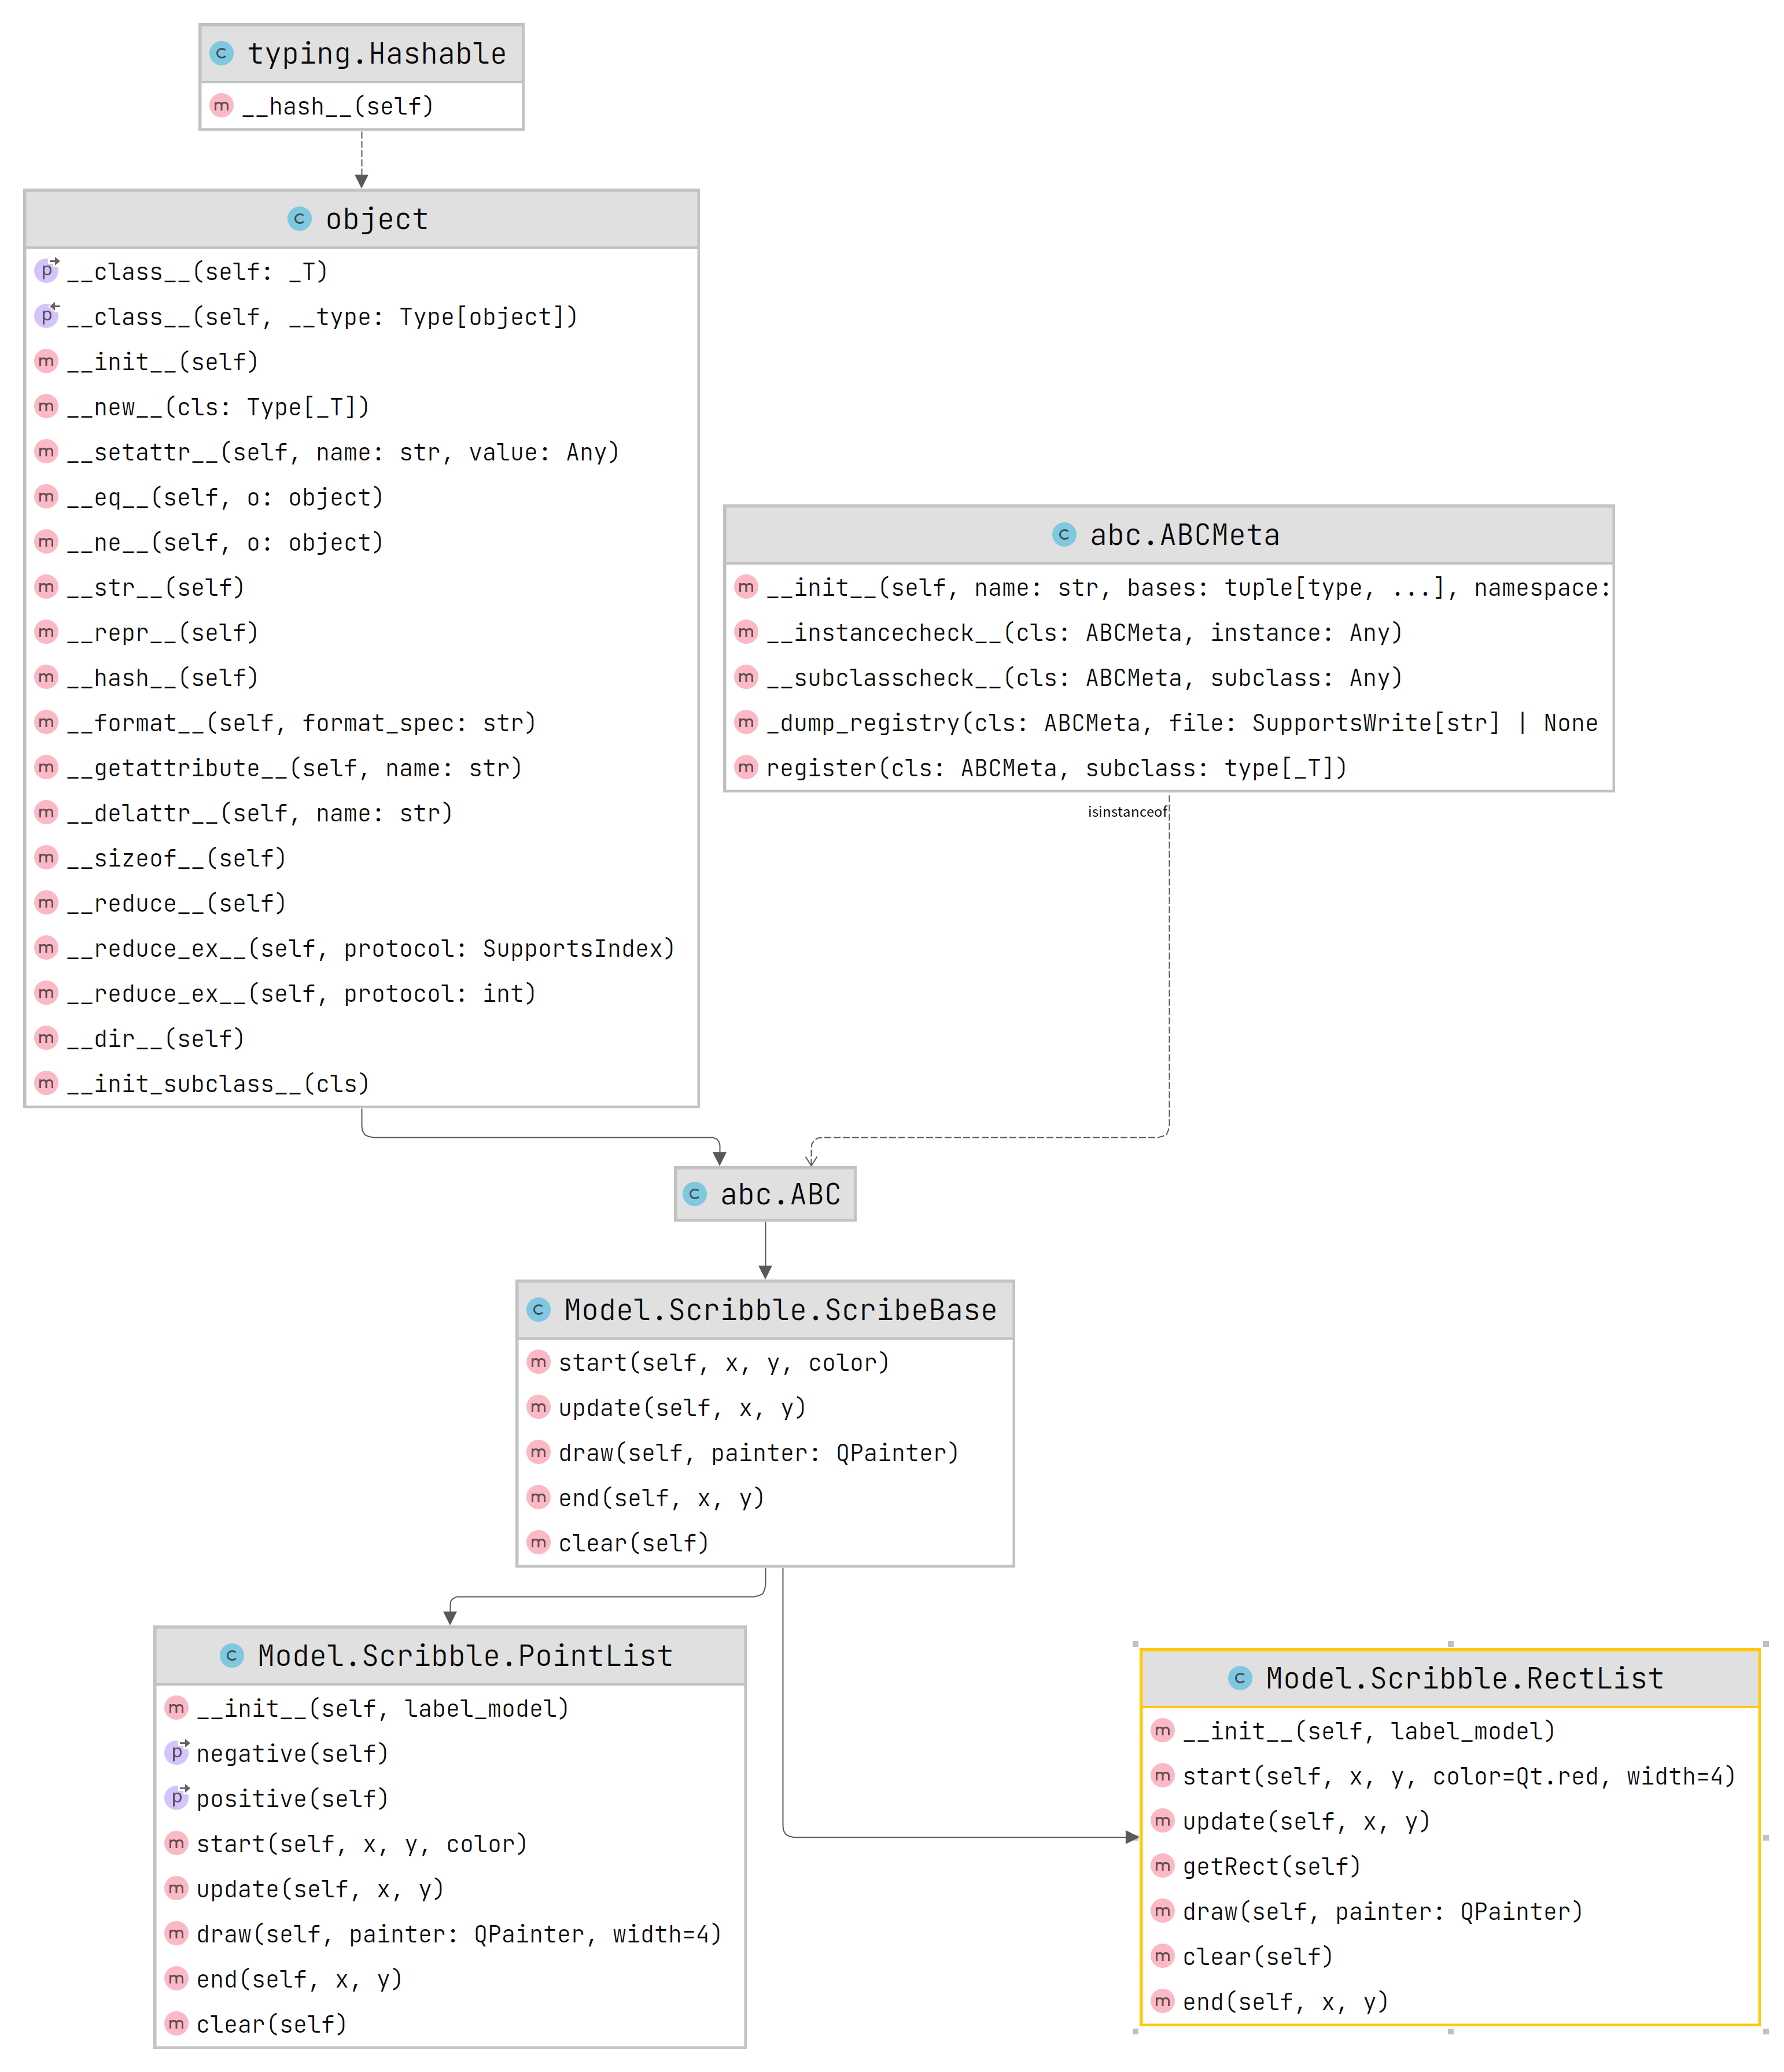 typing.Hashable
__hash__(self)
object
__class__(self: _T)
__class__(self, __type: Type[object])
__init__(self)
__new__(cls: Type[_T])
__setattr__(self, name: str, value: Any)
__eq__(self, o: object)
__ne__(self, o: object)
__str__(self)
__repr__(self)
__hash__(self)
__format__(self, format_spec: str)
__getattribute__(self, name: str)
__delattr__(self, name: str)
__sizeof__(self)
__reduce__(self)
__reduce_ex__(self, protocol: SupportsIndex)
__reduce_ex__(self, protocol: int)
__dir__(self)
__init_subclass__(cls)
abc.ABCMeta
__init__(self, name: str, bases: tuple[type, ...], namespace:
__instancecheck__(cls: ABCMeta, instance: Any)
__subclasscheck__(cls: ABCMeta, subclass: Any)
_dump_registry(cls: ABCMeta, file: SupportsWrite[str] | None
register(cls: ABCMeta, subclass: type[_T])
isinstanceof
abc.ABC
Model.Scribble.ScribeBase
start(self, x, y, color)
update(self, x, y)
draw(self, painter: QPainter)
end(self, x, y)
clear(self)
Model.Scribble.PointList
__init__(self, label_model)
negative(self)
positive(self)
start(self, x, y, color)
update(self, x, y)
draw(self, painter: QPainter, width=4)
end(self, x, y)
clear(self)
Model.Scribble.RectList
__init__(self, label_model)
start(self, x, y, color=Qt.red, width=4)
update(self, x, y)
getRect(self)
draw(self, painter: QPainter)
clear(self)
end(self, x, y)